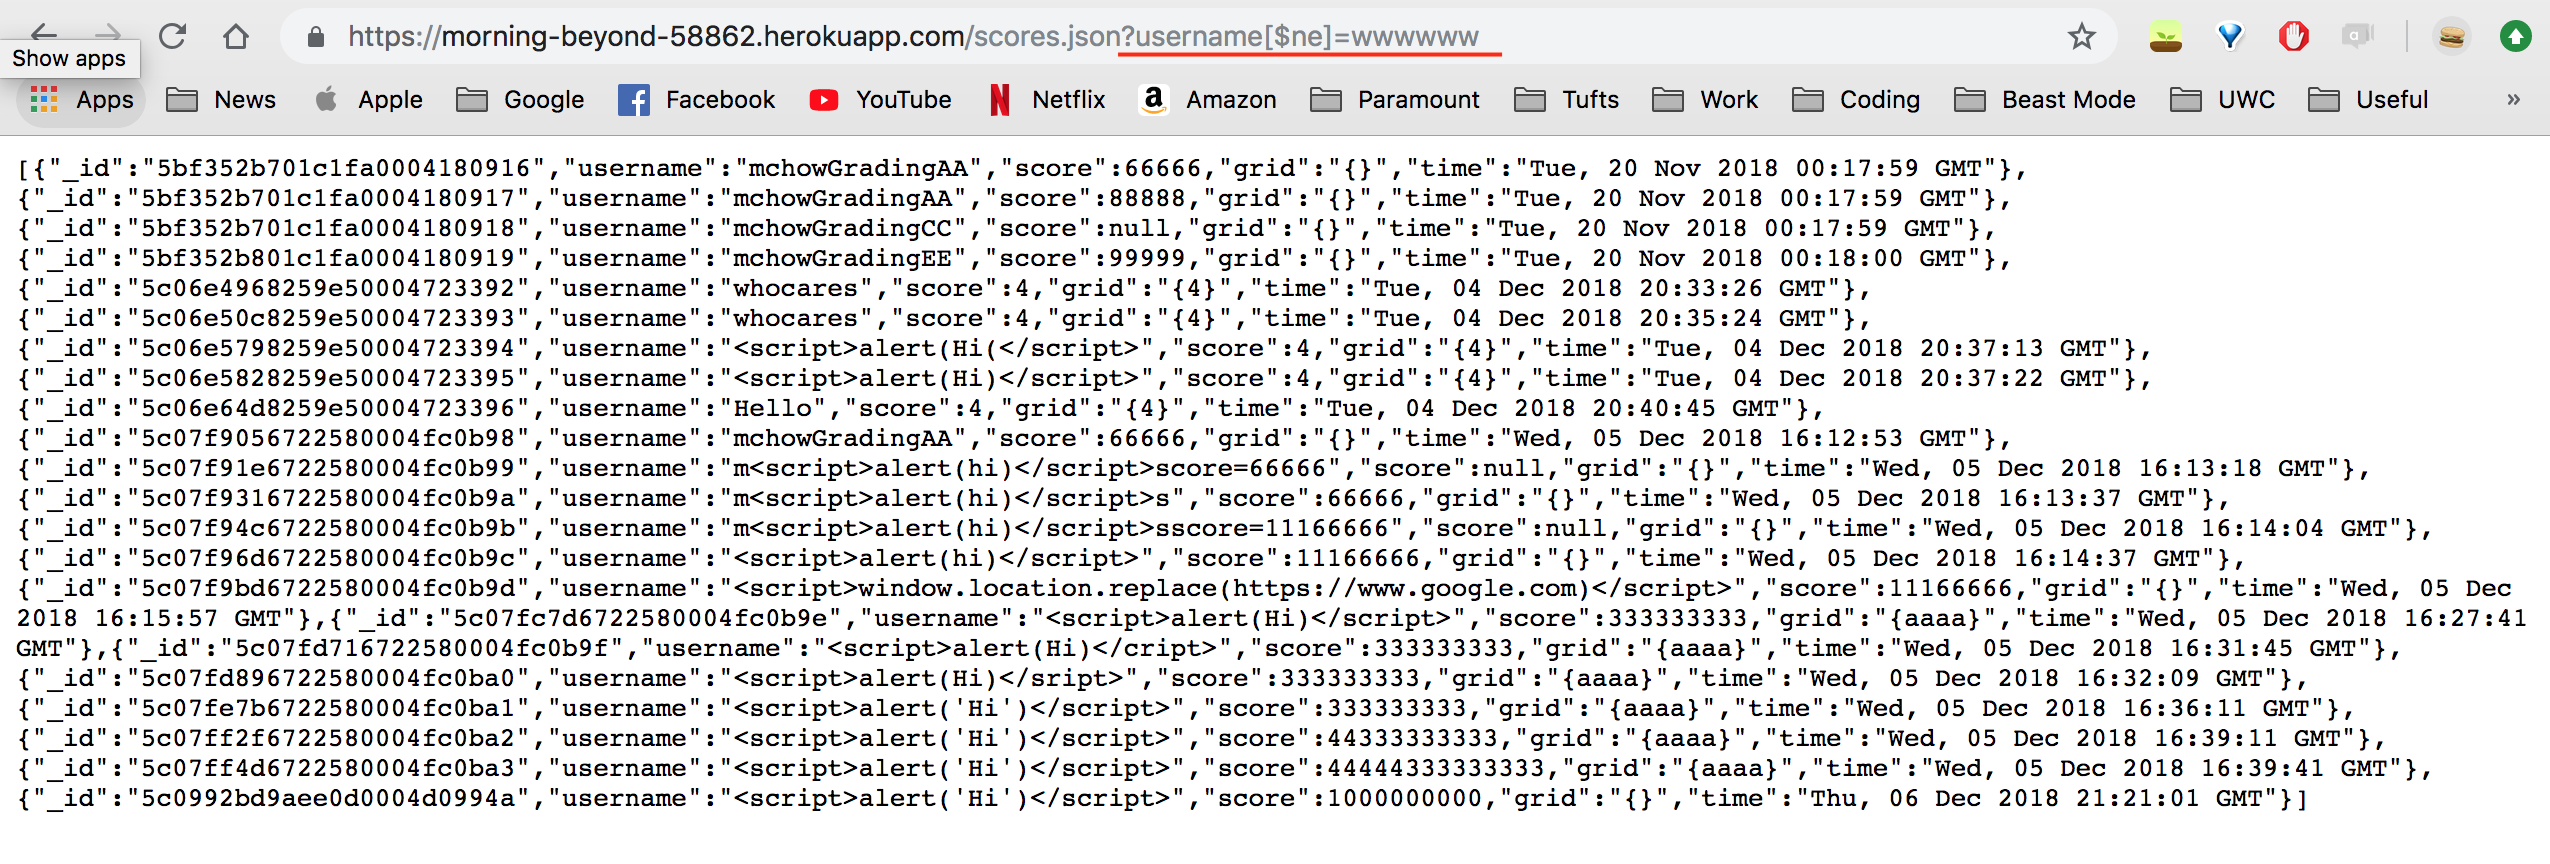 https://morning-beyond-58862.herokuapp.com/scores.json?username[$ne]=wwwwww
a
Show apps
Apps News Apple Google Facebook YouTube Netflix Amazon Paramount Tufts Work Coding Beast Mode UWC Useful »
[{"_id":"5bf352b701c1fa0004180916","username":"mchowGradingAA","score":66666,"grid":"{}","time":"Tue, 20 Nov 2018 00:17:59 GMT"},
{"_id":"5bf352b701c1fa0004180917","username":"mchowGradingAA","score":88888,"grid":"{}","time":"Tue, 20 Nov 2018 00:17:59 GMT"},
{"_id":"5bf352b701c1fa0004180918","username":"mchowGradingCC","score":null,"grid":"{}","time":"Tue, 20 Nov 2018 00:17:59 GMT"},
{"_id":"5bf352b801c1fa0004180919","username":"mchowGradingEE","score":99999,"grid":"{}","time":"Tue, 20 Nov 2018 00:18:00 GMT"},
{"_id":"5c06e4968259e50004723392","username":"whocares","score":4,"grid":"{4}","time":"Tue, 04 Dec 2018 20:33:26 GMT"},
{"_id":"5c06e50c8259e50004723393","username":"whocares","score":4,"grid":"{4}","time":"Tue, 04 Dec 2018 20:35:24 GMT"},
{"_id":"5c06e5798259e50004723394","username":"<script>alert(Hi(</script>","score":4,"grid":"{4}","time":"Tue, 04 Dec 2018 20:37:13 GMT"},
{"_id":"5c06e5828259e50004723395","username":"<script>alert(Hi)</script>","score":4,"grid":"{4}","time":"Tue, 04 Dec 2018 20:37:22 GMT"},
{"_id":"5c06e64d8259e50004723396","username":"Hello","score":4,"grid":"{4}","time":"Tue, 04 Dec 2018 20:40:45 GMT"},
{"_id":"5c07f9056722580004fc0b98","username":"mchowGradingAA","score":66666,"grid":"{}","time":"Wed, 05 Dec 2018 16:12:53 GMT"},
{"_id":"5c07f91e6722580004fc0b99","username":"m<script>alert(hi)</script>score=66666","score":null,"grid":"{}","time":"Wed, 05 Dec 2018 16:13:18 GMT"},
{"_id":"5c07f9316722580004fc0b9a","username":"m<script>alert(hi)</script>s","score":66666,"grid":"{}","time":"Wed, 05 Dec 2018 16:13:37 GMT"},
{"_id":"5c07f94c6722580004fc0b9b","username":"m<script>alert(hi)</script>sscore=11166666","score":null,"grid":"{}","time":"Wed, 05 Dec 2018 16:14:04 GMT"},
{"_id":"5c07f96d6722580004fc0b9c","username":"<script>alert(hi)</script>","score":11166666,"grid":"{}","time":"Wed, 05 Dec 2018 16:14:37 GMT"},
{"_id":"5c07f9bd6722580004fc0b9d","username":"<script>window.location.replace(https://www.google.com)</script>","score":11166666,"grid":"{}","time":"Wed, 05 Dec
2018 16:15:57 GMT"},{"_id":"5c07fc7d6722580004fc0b9e","username":"<script>alert(Hi)</script>","score":333333333,"grid":"{aaaa}","time":"Wed, 05 Dec 2018 16:27:41
GMT"},{"_id":"5c07fd716722580004fc0b9f","username":"<script>alert(Hi)</cript>","score":333333333,"grid":"{aaaa}","time":"Wed, 05 Dec 2018 16:31:45 GMT"},
{"_id":"5c07fd896722580004fc0ba0","username":"<script>alert(Hi)</sript>","score":333333333,"grid":"{aaaa}","time":"Wed, 05 Dec 2018 16:32:09 GMT"},
{"_id":"5c07fe7b6722580004fc0ba1","username":"<script>alert('Hi')</script>","score":333333333,"grid":"{aaaa}","time":"Wed, 05 Dec 2018 16:36:11 GMT"},
{"_id":"5c07ff2f6722580004fc0ba2","username":"<script>alert('Hi')</script>","score":44333333333,"grid":"{aaaa}","time":"Wed, 05 Dec 2018 16:39:11 GMT"},
{"_id":"5c07ff4d6722580004fc0ba3","username":"<script>alert('Hi')</script>","score":44444333333333,"grid":"{aaaa}","time":"Wed, 05 Dec 2018 16:39:41 GMT"},
{"_id":"5c0992bd9aee0d0004d0994a","username":"<script>alert('Hi')</script>","score":1000000000,"grid":"{}","time":"Thu, 06 Dec 2018 21:21:01 GMT"}]